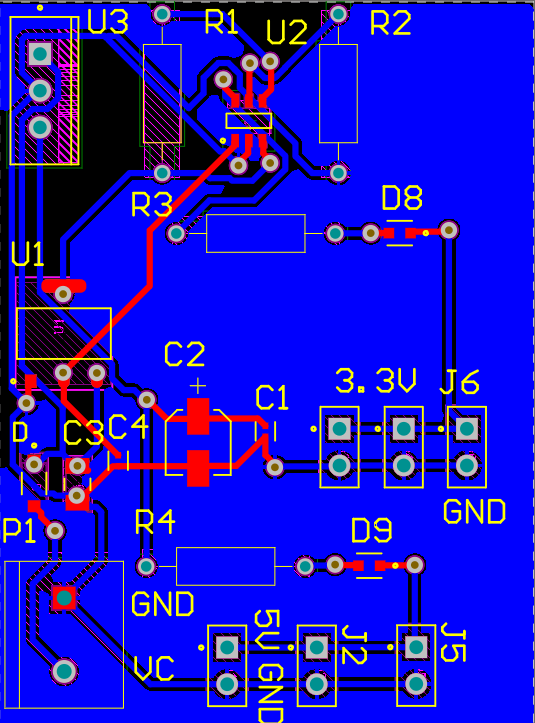 U3
R1
U2
R2
R3
D8
U1
U1
C2
3.3V
J6
C1
D
C3
C4
P1
R4
GND
D9
GND
5V
GND
J2
J5
VC